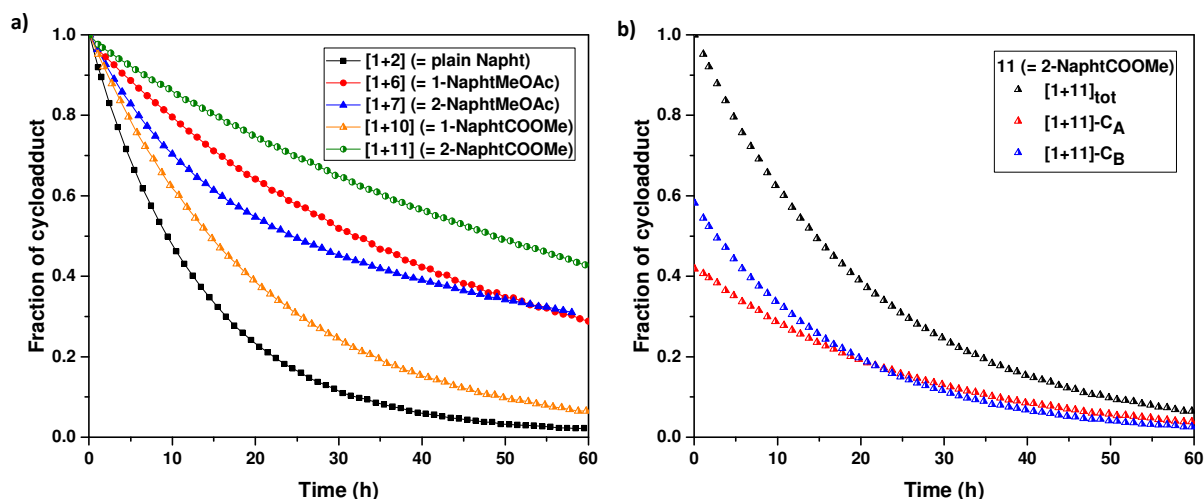 a)
Fraction of cycloadduct
1.0
0.8
0.6
0.4
0.2
0.0
0 10 20 30 40 50 60
Time (h)
[1+2] (= plain Napht)
[1+6] (= 1-NaphtMeOAc)
[1+7] (= 2-NaphtMeOAc)
[1+10] (= 1-NaphtCOOMe)
[1+11] (= 2-NaphtCOOMe)
b)
Fraction of cycloadduct
1.0
0.8
0.6
0.4
0.2
0.0
0 10 20 30 40 50 60
Time (h)
11 (= 2-NaphtCOOMe)
[1+11]tot
[1+11]-CA
[1+11]-CB